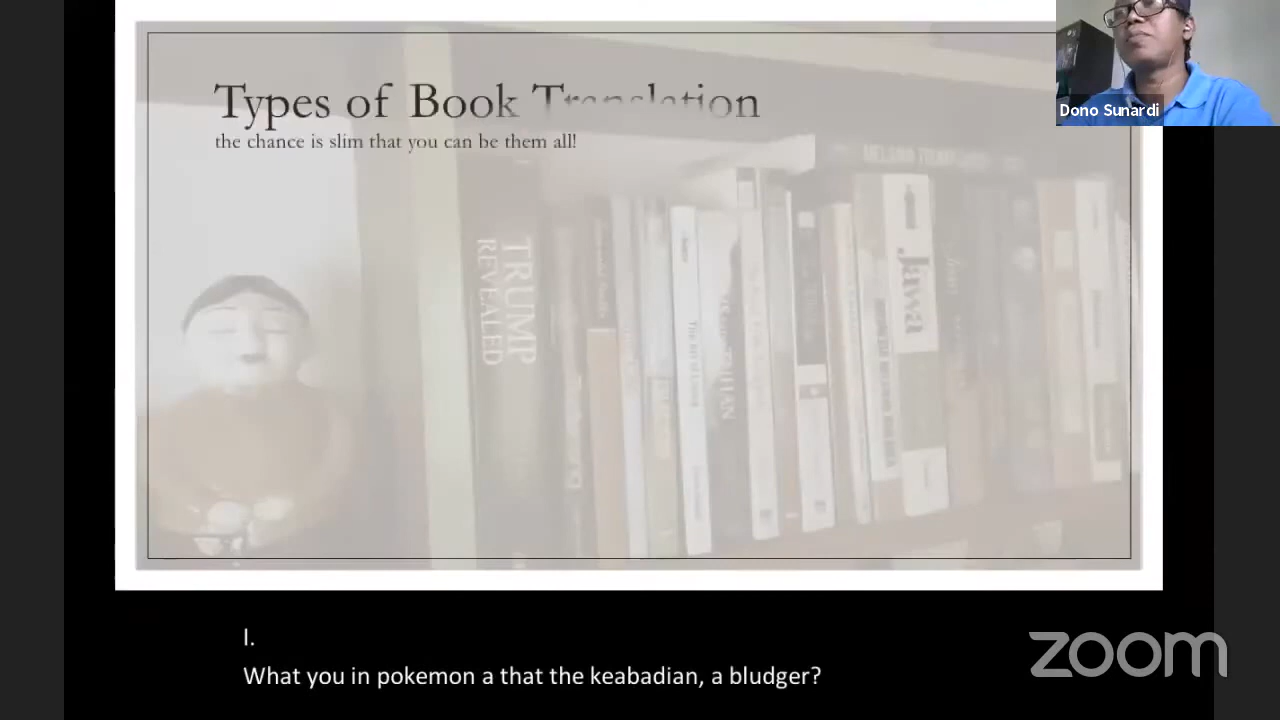 Types of Book Translation
the chance is slim that you can be them all!
Dono Sunardi
TRUMP
REVEALED
Jawa
I.
What you in pokemon a that the keabadian, a bludger?
zoom